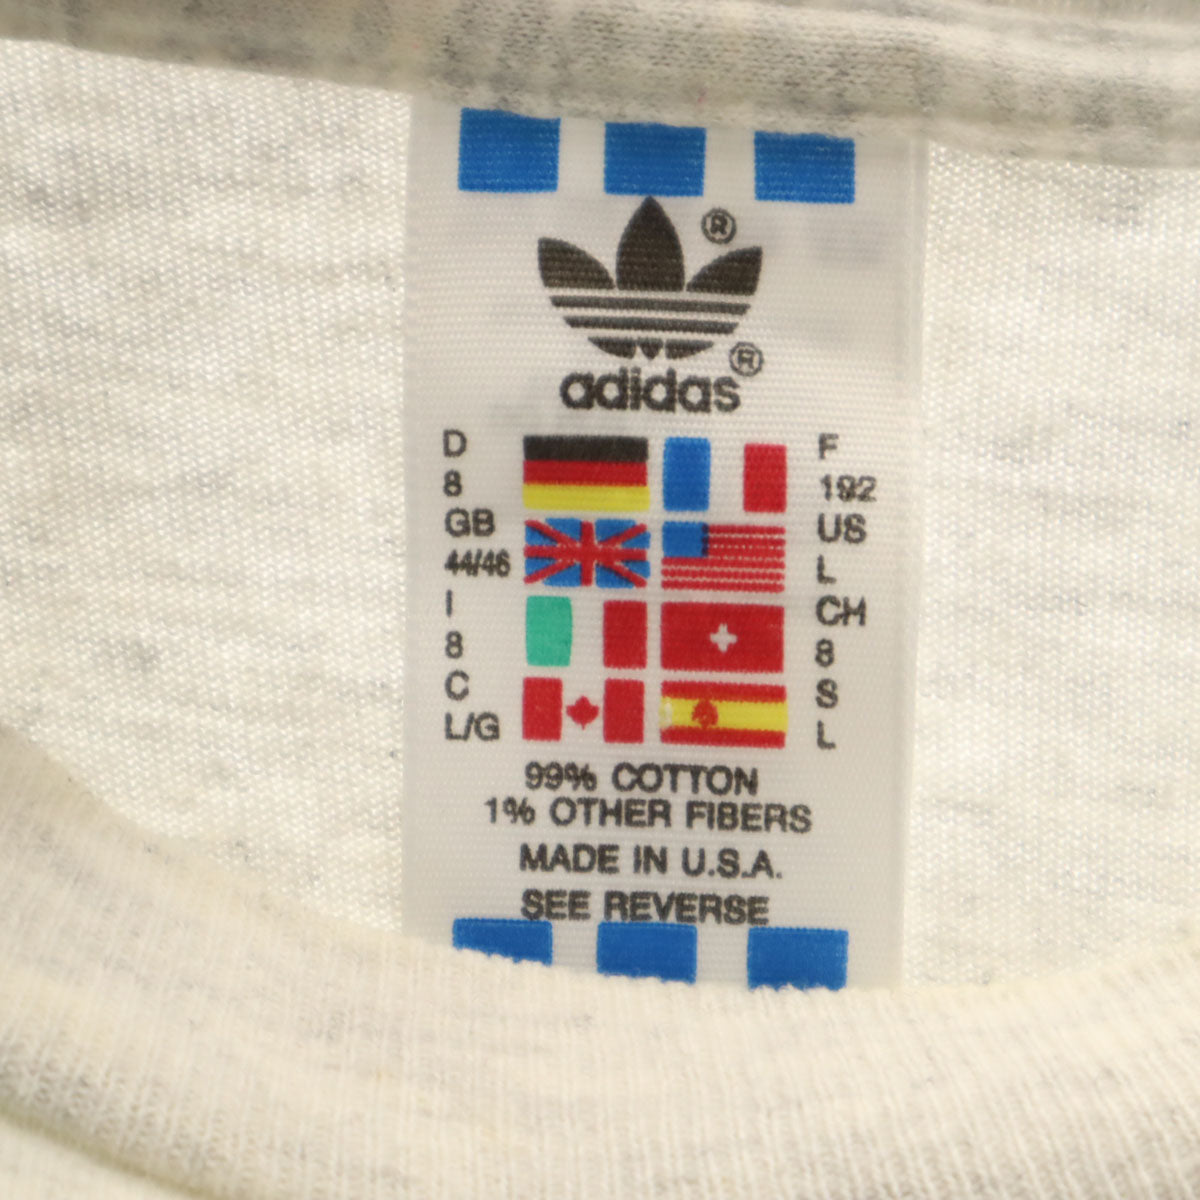 ®
®
adidas
D
8
GB
44/46
I
8
C
L/G
F
192
US
L
CH
8
S
L
99% COTTON
1% OTHER FIBERS
MADE IN U.S.A.
SEE REVERSE